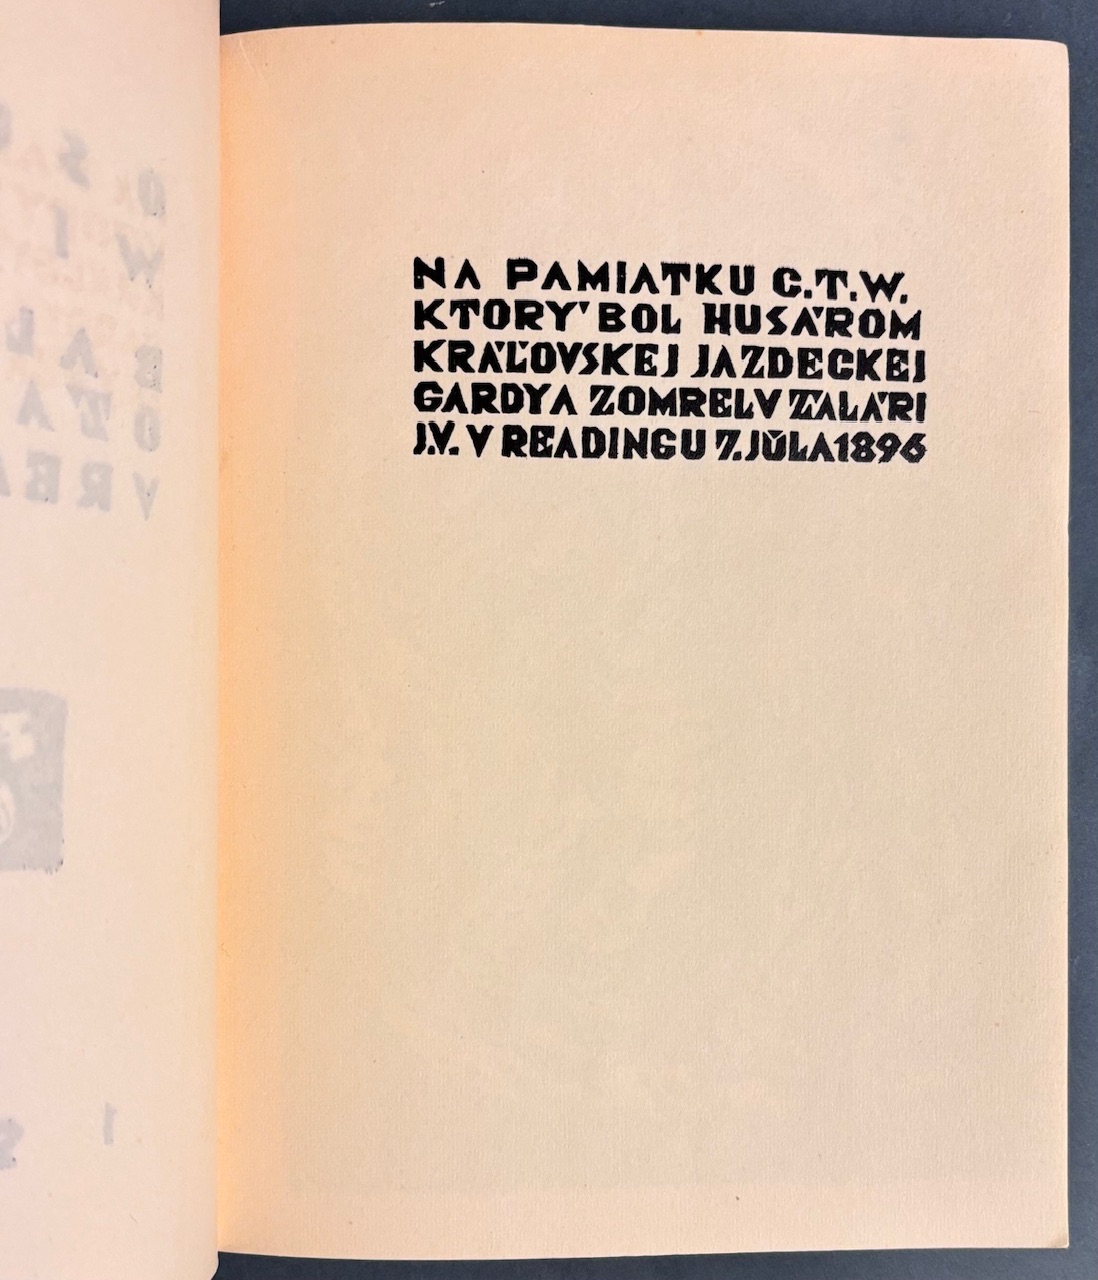 NA PAMIATKU C.T.W.
KTORÝ BOL HUSÁROM
KRÁĽOVSKEJ JAZDECKEJ
GARDY A ZOMREL V ŽALÁRI
J.V. V READINGU 7. JÚLA 1896